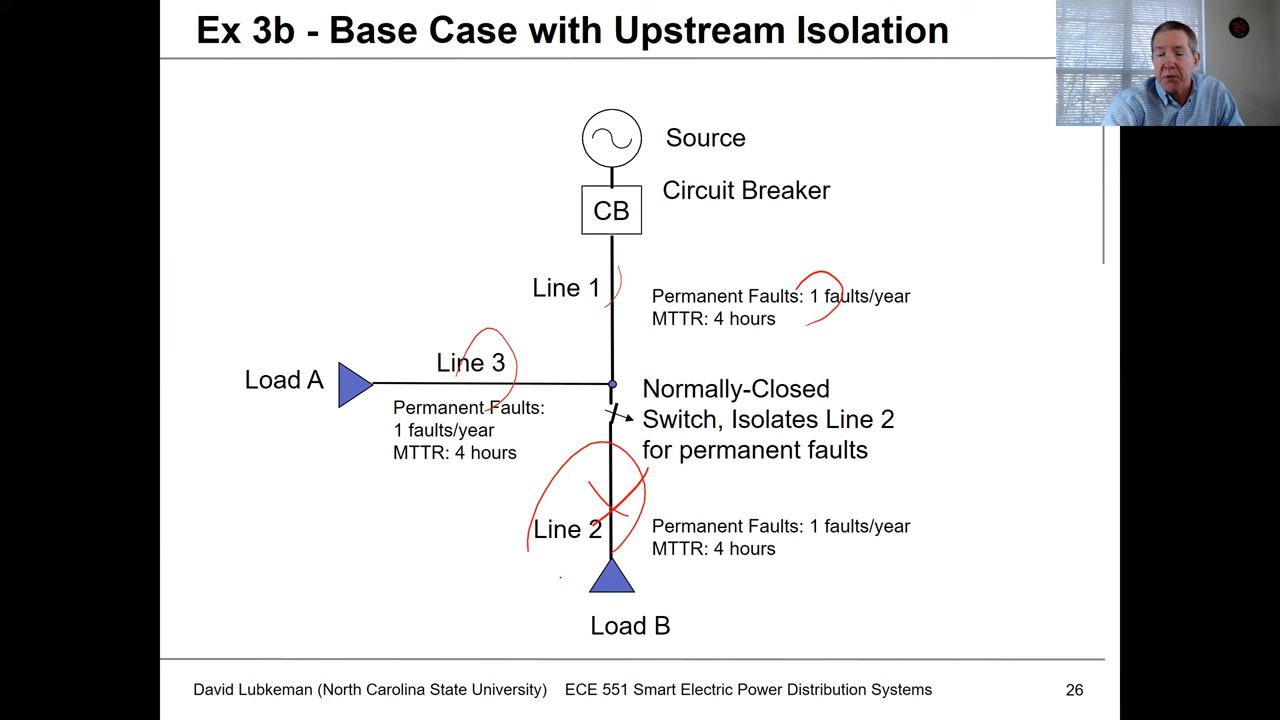 Ex 3b - Base Case with Upstream Isolation
Source
Circuit Breaker
CB
Line 1
Permanent Faults: 1 faults/year
MTTR: 4 hours
Line 3
Load A
Permanent Faults:
1 faults/year
MTTR: 4 hours
Normally-Closed
Switch, Isolates Line 2
for permanent faults
Line 2
Permanent Faults: 1 faults/year
MTTR: 4 hours
Load B
David Lubkeman (North Carolina State University) ECE 551 Smart Electric Power Distribution Systems 26